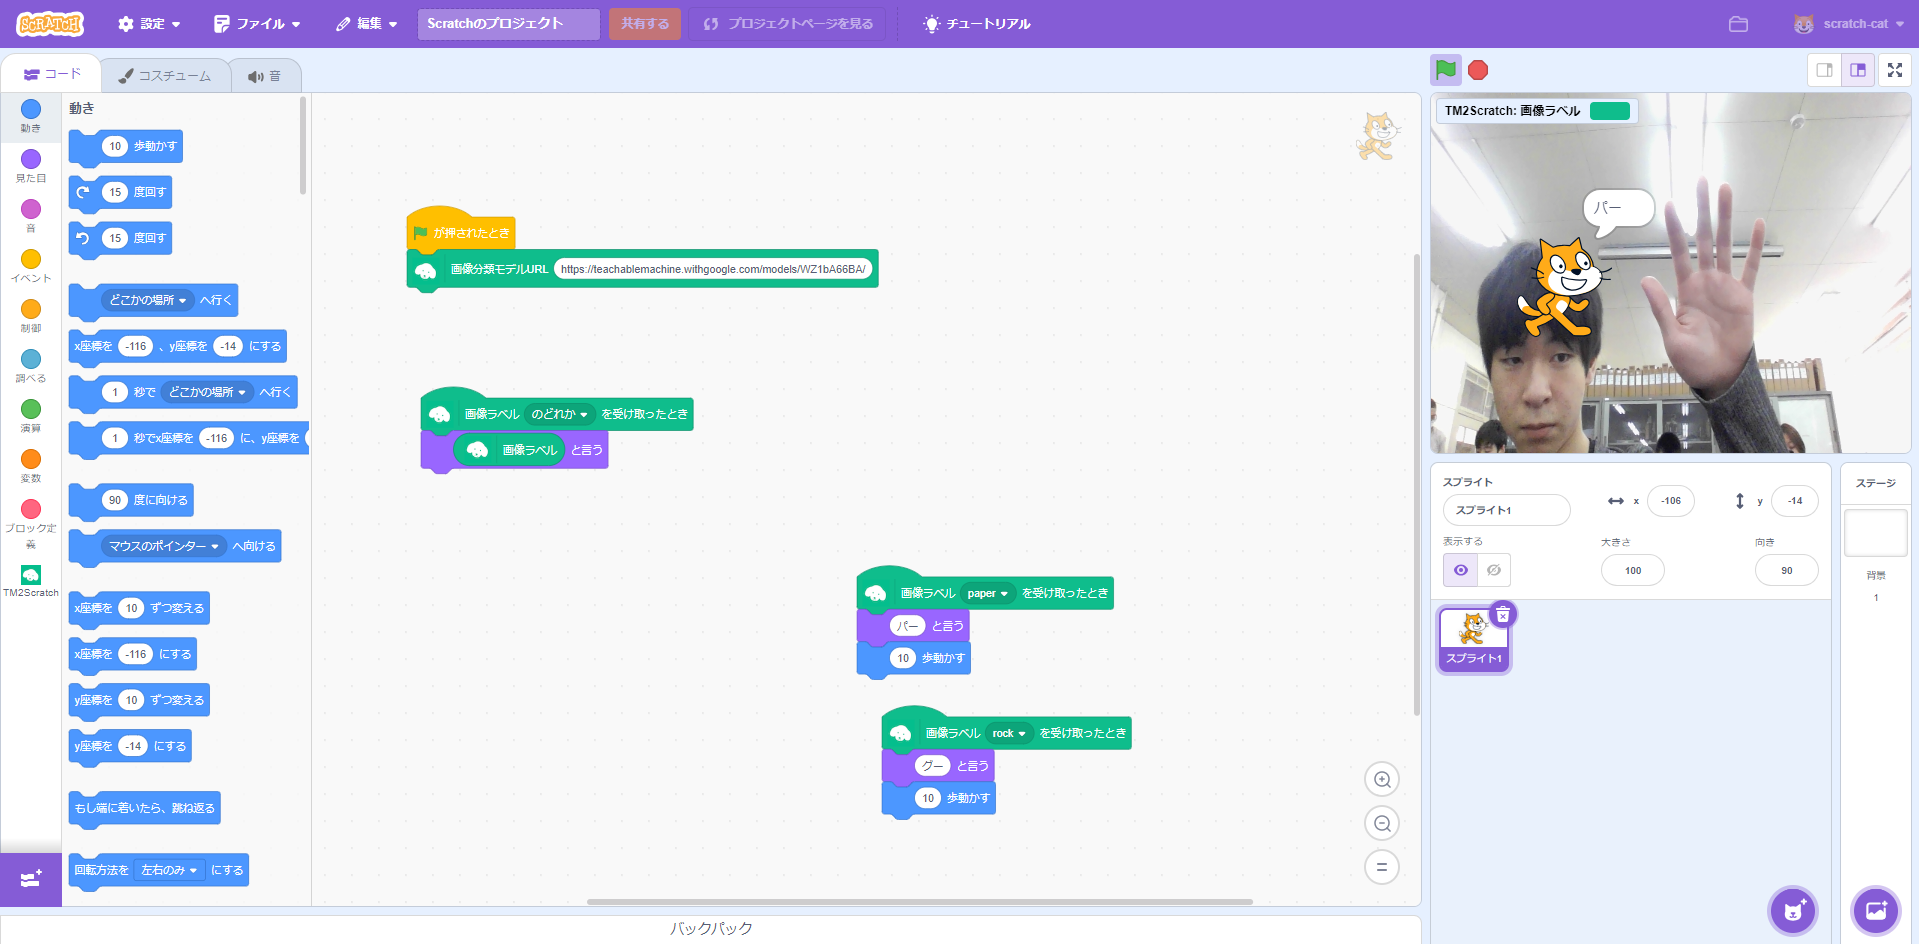 SCRATCH 設定 ファイル 編集 Scratchのプロジェクト 共有する プロジェクトページを見る チュートリアル scratch-cat
コード コスチューム 音
動き
見た目
音
イベント
制御
調べる
演算
変数
ブロック定
義
TM2Scratch
動き
10 歩動かす
15 度回す
15 度回す
どこかの場所 へ行く
x座標を -116 、y座標を -14 にする
1 秒で どこかの場所 へ行く
1 秒でx座標を -116 に、y座標を
90 度に向ける
マウスのポインター へ向ける
x座標を 10 ずつ変える
x座標を -116 にする
y座標を 10 ずつ変える
y座標を -14 にする
もし端に着いたら、跳ね返る
回転方法を 左右のみ にする
が押されたとき
画像分類モデルURL https://teachablemachine.withgoogle.com/models/WZ1bA66BA/
画像ラベル のどれか を受け取ったとき
画像ラベル と言う
画像ラベル paper を受け取ったとき
パー と言う
10 歩動かす
画像ラベル rock を受け取ったとき
グー と言う
10 歩動かす
バックパック
TM2Scratch: 画像ラベル
パー
スプライト
スプライト1 x -106 y -14
表示する 大きさ 100 向き 90
スプライト1
ステージ
背景
1